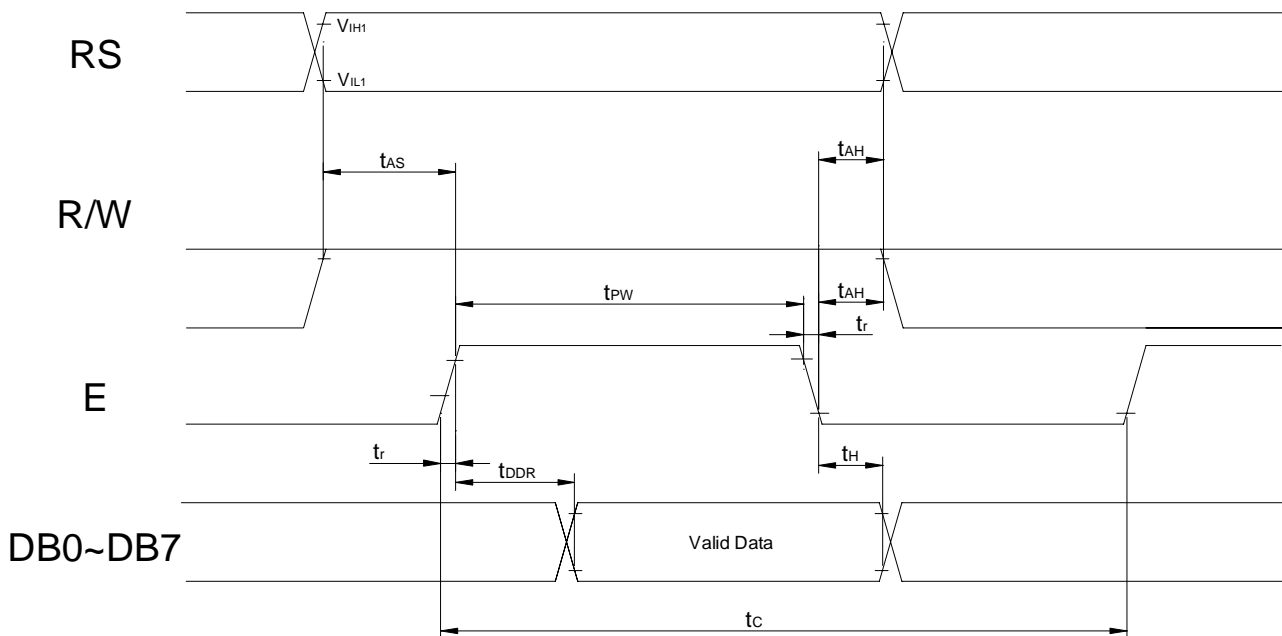 VIH1
RS
VIL1
tAS
tAH
R/W
tPW
tAH
tr
E
tr
tDDR
tH
DB0~DB7
Valid Data
tC